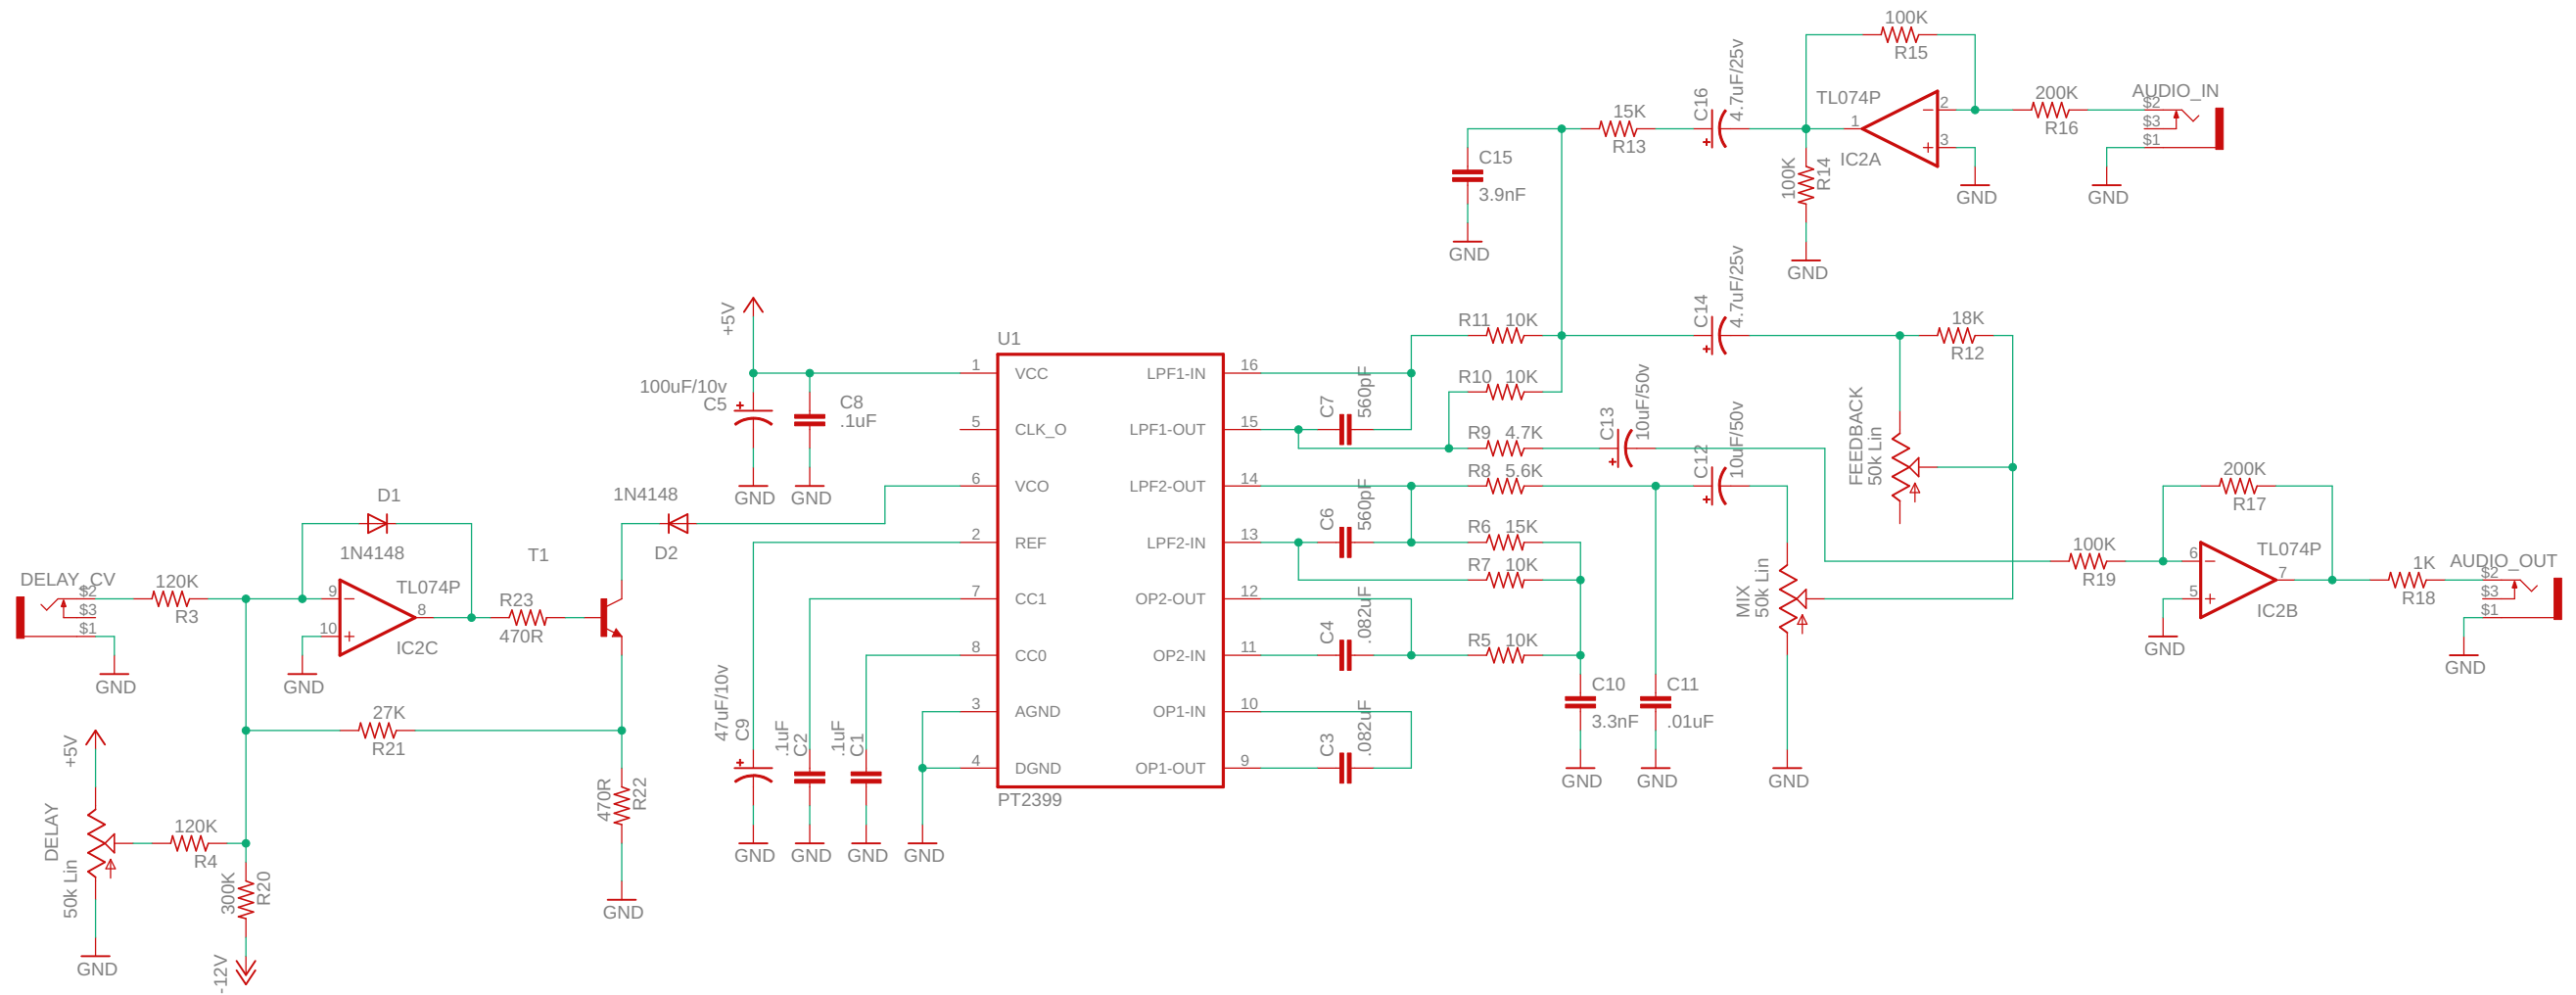 100K
R15
TL074P
2
1
3
IC2A
200K
R16
AUDIO_IN
$2
$3
$1
GND
GND
15K
R13
C16
4.7uF/25v
C15
3.9nF
GND
100K
R14
GND
+5V
100uF/10v
C5
C8
.1uF
GND
GND
U1
1
VCC
5
CLK_O
6
VCO
2
REF
7
CC1
8
CC0
3
AGND
4
DGND
LPF1-IN
16
LPF1-OUT
15
LPF2-OUT
14
LPF2-IN
13
OP2-OUT
12
OP2-IN
11
OP1-IN
10
OP1-OUT
9
PT2399
R11 10K
R10 10K
C7
560pF
R9 4.7K
C13
10uF/50v
R8 5.6K
C14
4.7uF/25v
C12
10uF/50v
18K
R12
FEEDBACK
50k Lin
C6
560pF
R6 15K
R7 10K
C4
.082uF
R5 10K
C3
.082uF
C10
3.3nF
GND
C11
.01uF
GND
MIX
50k Lin
GND
100K
R19
200K
R17
6
5
7
TL074P
IC2B
GND
1K
R18
AUDIO_OUT
$2
$3
$1
GND
DELAY_CV
$2
$3
$1
GND
120K
R3
D1
1N4148
9
10
8
TL074P
IC2C
GND
T1
R23
470R
1N4148
D2
27K
R21
470R
R22
GND
47uF/10v
C9
GND
.1uF
C2
GND
.1uF
C1
GND
GND
+5V
DELAY
50k Lin
GND
120K
R4
300K
R20
-12V